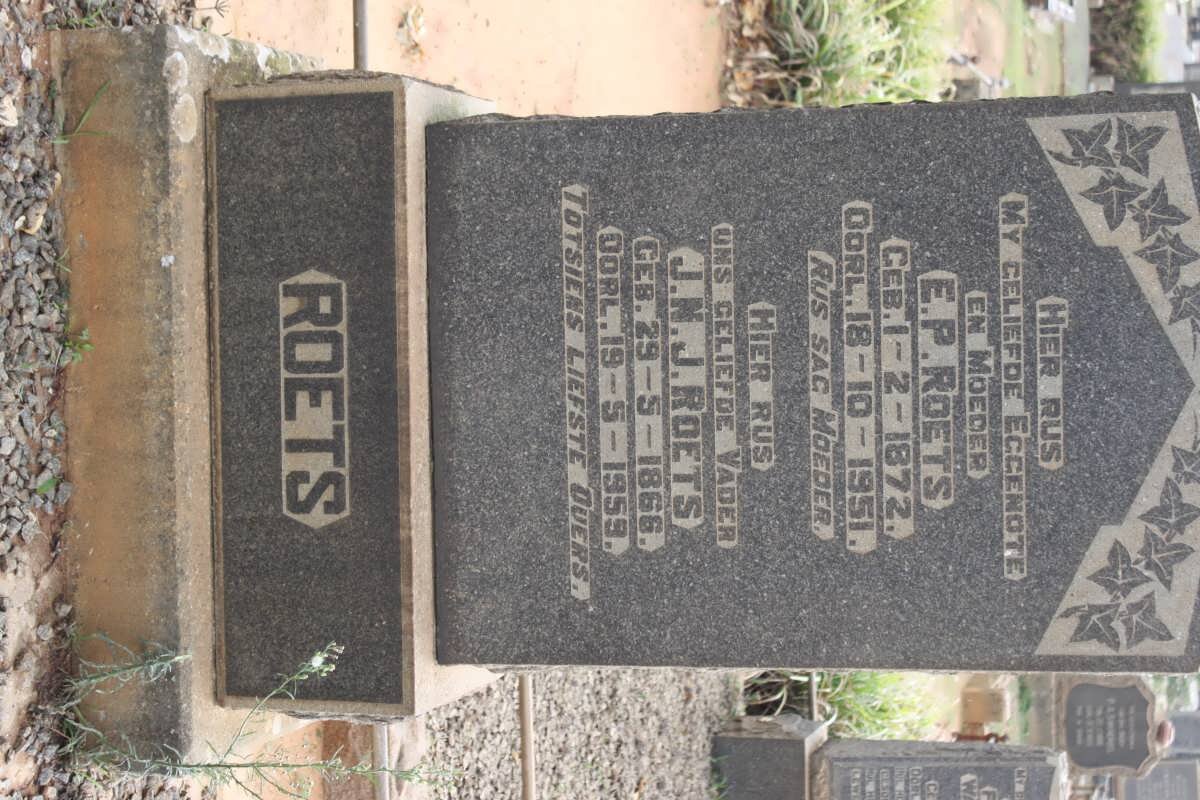 HIER RUS
MY GELIEFDE EGGENOTE
EN MOEDER
E.P. ROETS
GEB. 1-2-1872.
OORL. 18-10-1951.
RUS SAG MOEDER
HIER RUS
ONS GELIEFDE VADER
J.N.J. ROETS
GEB. 29-5-1866.
OORL. 19-5-1959.
TOTSIENS LIEFSTE OUERS.
ROETS